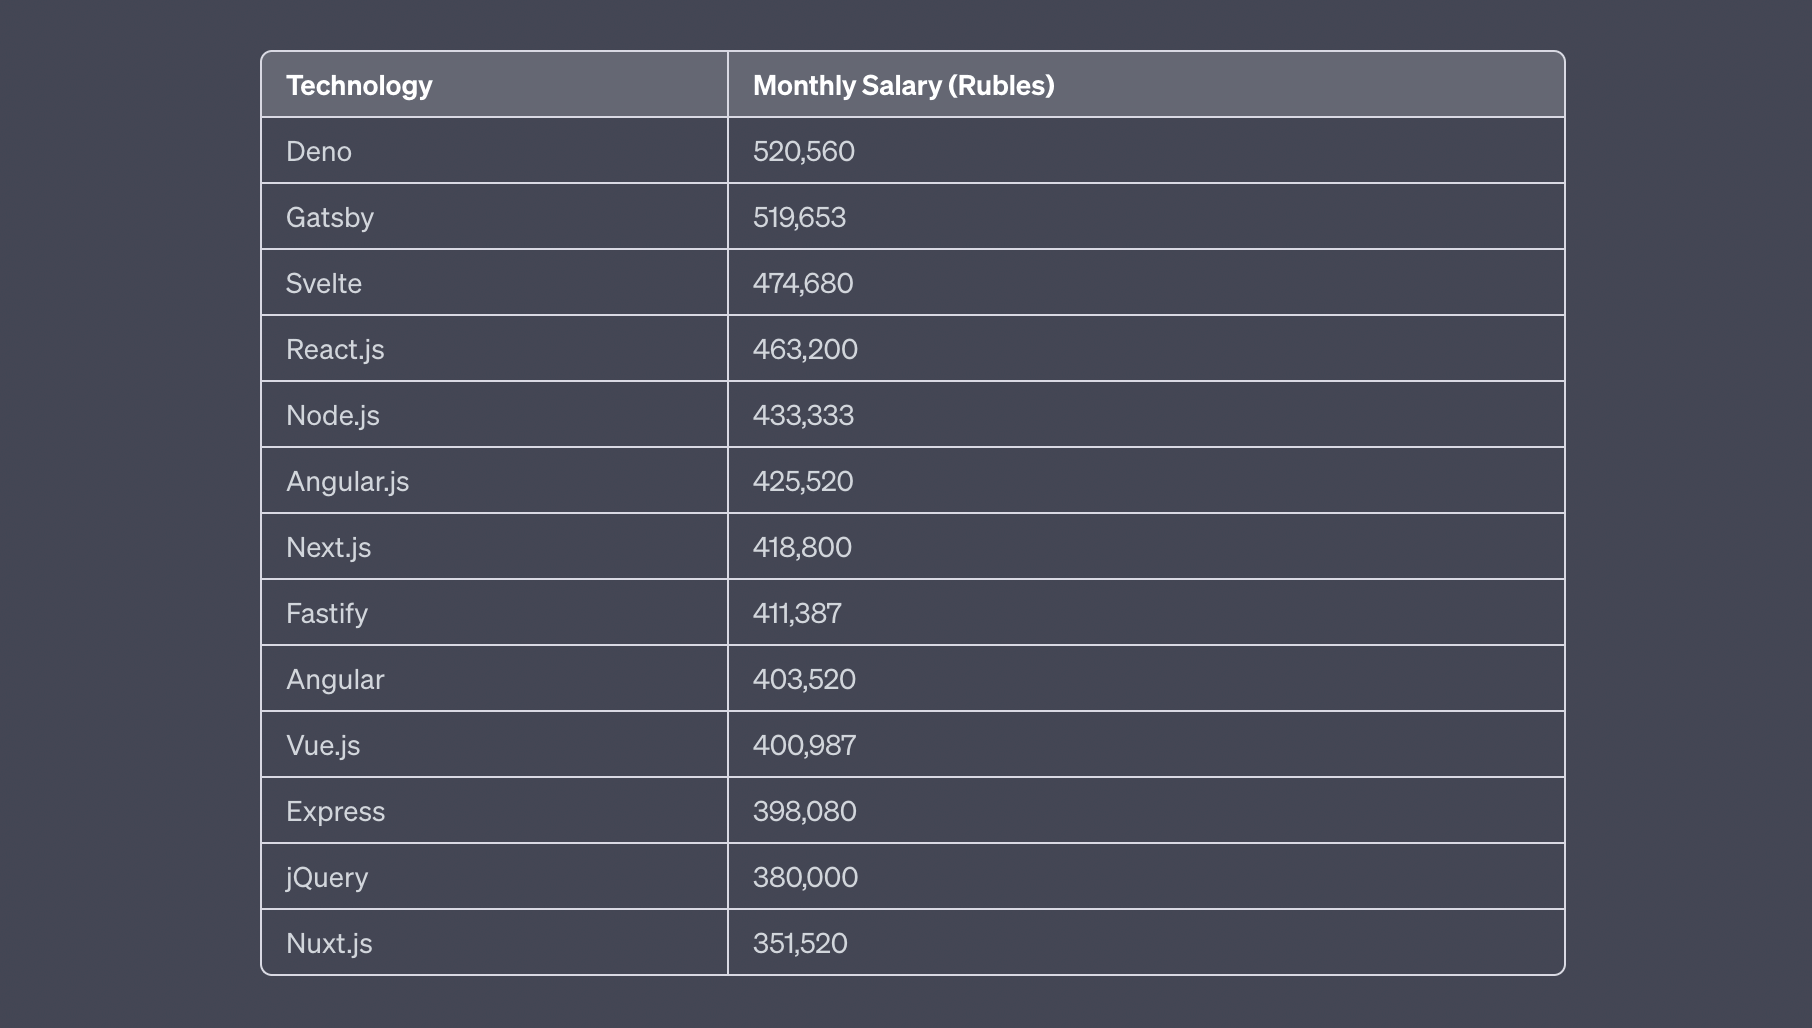 Technology Monthly Salary (Rubles)
Deno 520,560
Gatsby 519,653
Svelte 474,680
React.js 463,200
Node.js 433,333
Angular.js 425,520
Next.js 418,800
Fastify 411,387
Angular 403,520
Vue.js 400,987
Express 398,080
jQuery 380,000
Nuxt.js 351,520